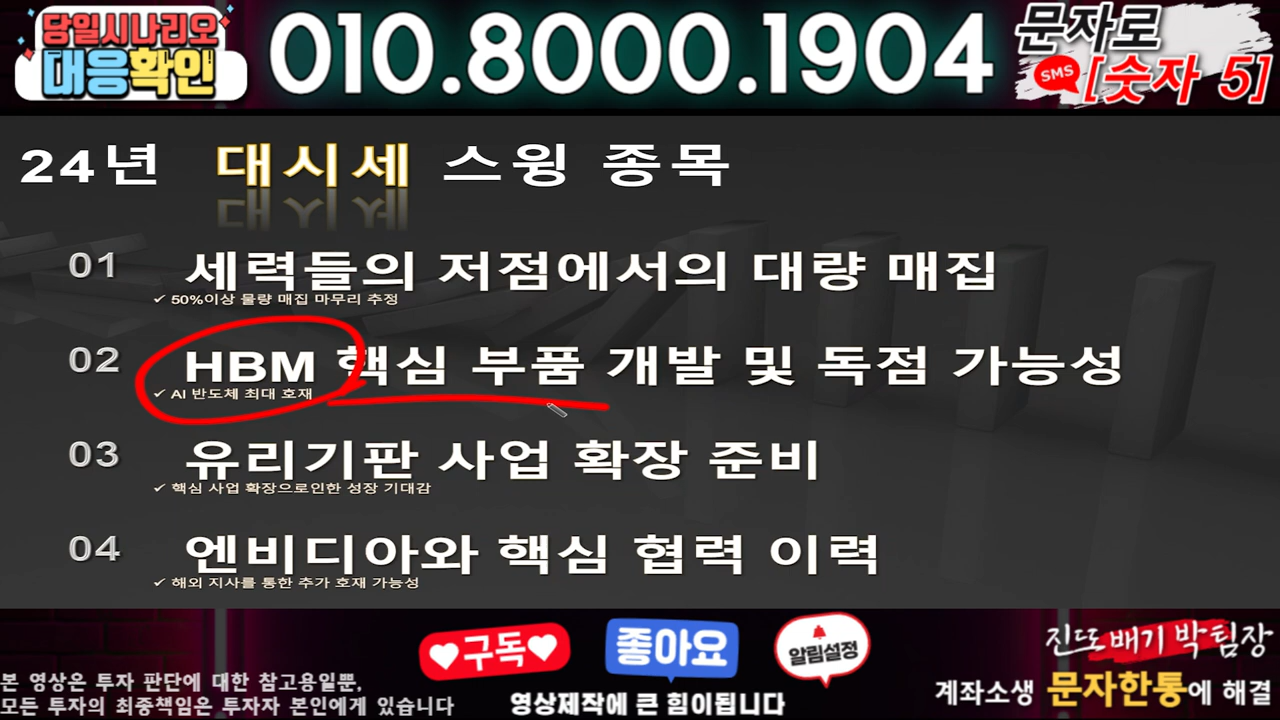 당일시나리오
대응확인
010.8000.1904
문자로
SMS [숫자 5]
24년 대시세 스윙 종목
01 세력들의 저점에서의 대량 매집
✓ 50%이상 물량 매집 마무리 추정
02 HBM 핵심 부품 개발 및 독점 가능성
✓ AI 반도체 최대 호재
03 유리기판 사업 확장 준비
✓ 핵심 사업 확장으로인한 성장 기대감
04 엔비디아와 핵심 협력 이력
✓ 해외 지사를 통한 추가 호재 가능성
구독
좋아요
알림설정
영상제작에 큰 힘이됩니다
본 영상은 투자 판단에 대한 참고용일뿐,
모든 투자의 최종책임은 투자자 본인에게 있습니다
진또배기 박팀장
계좌소생 문자한통에 해결